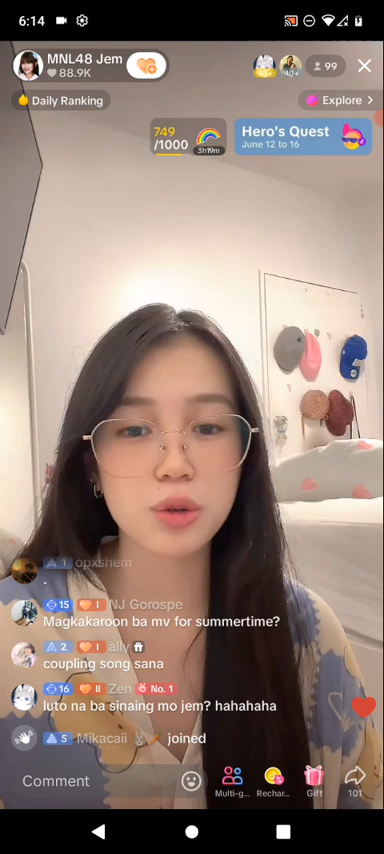 6:14
MNL48 Jem
88.9K
40+
99
Daily Ranking
Explore
749
/1000
3h19m
Hero's Quest
June 12 to 16
1 opxshem
.
15 I NJ Gorospe
Magkakaroon ba mv for summertime?
2 I ally
coupling song sana
16 II Zen No. 1
luto na ba sinaing mo jem? hahahaha
5 Mikacaii joined
Comment
Multi-g...
Rechar...
Gift
101